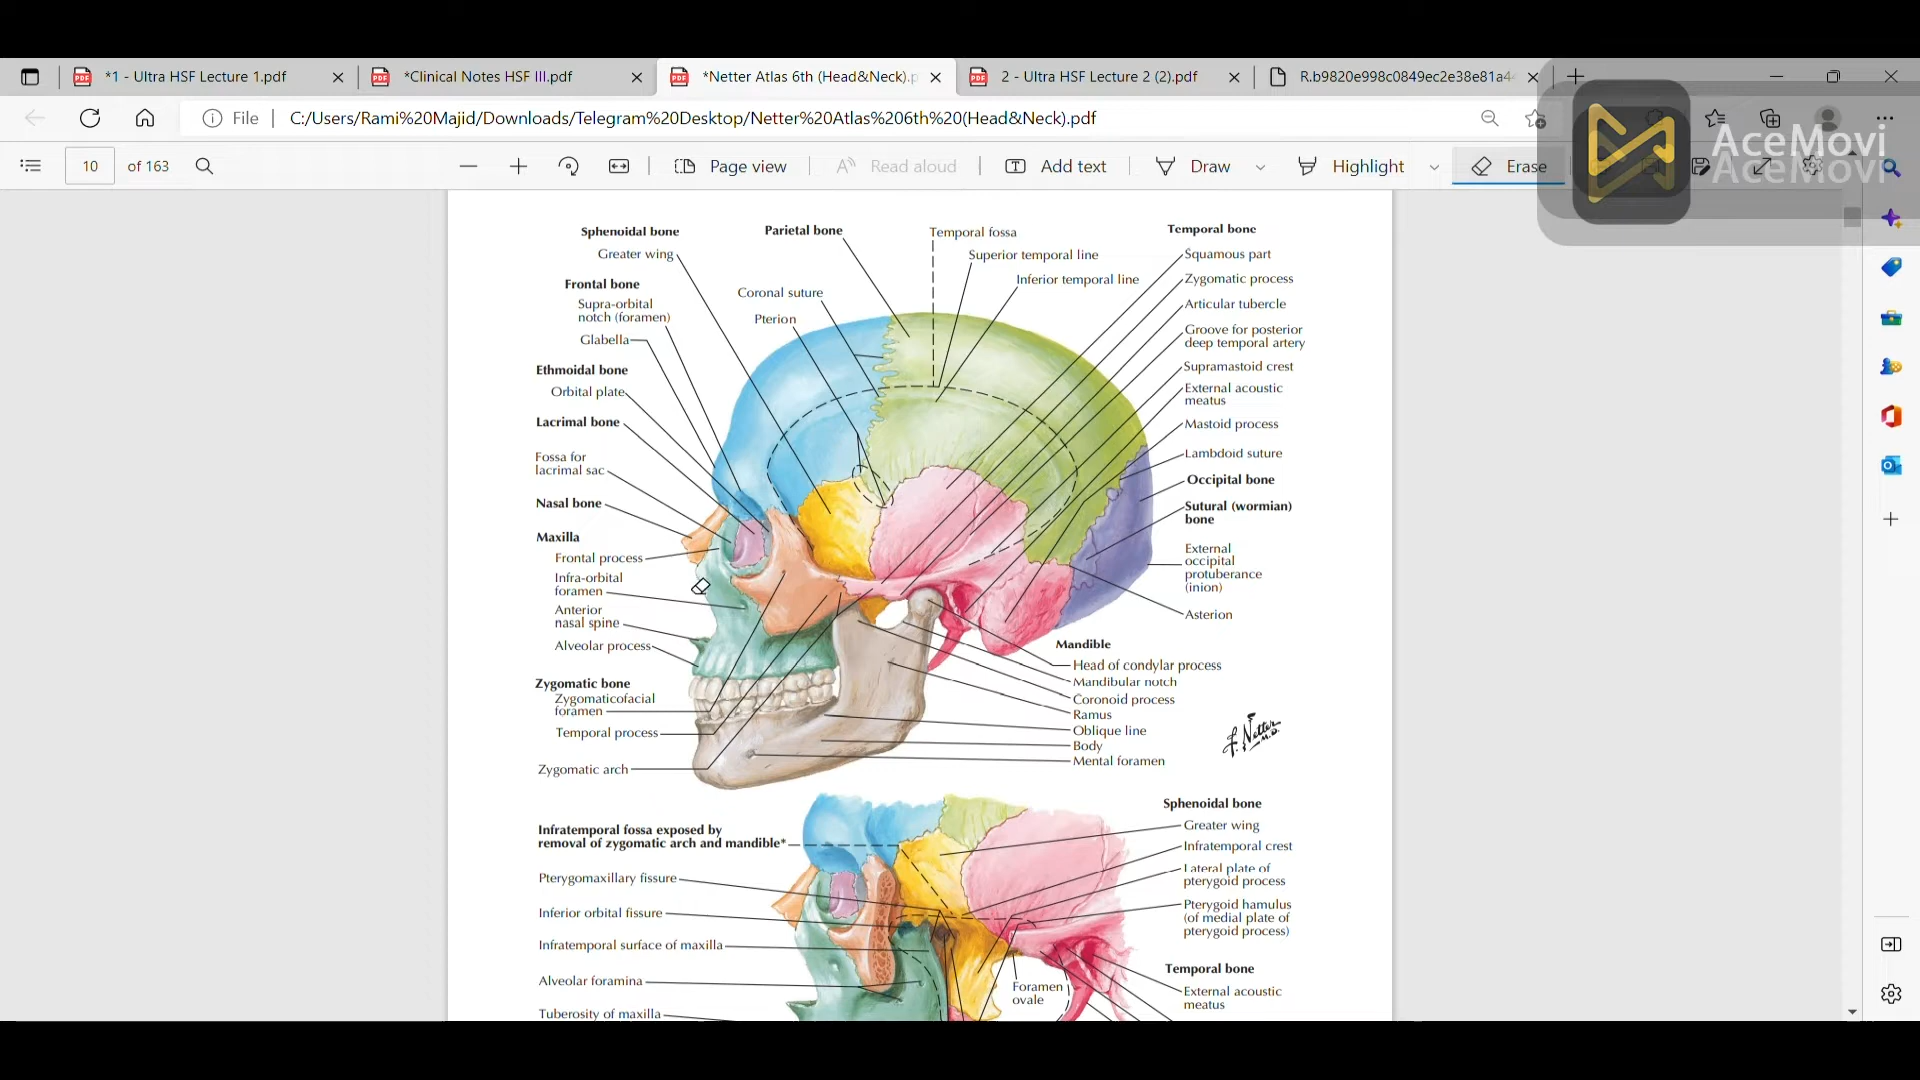 *1 - Ultra HSF Lecture 1.pdf
*Clinical Notes HSF III.pdf
*Netter Atlas 6th (Head&Neck).p
2 - Ultra HSF Lecture 2 (2).pdf
R.b9820e998c0849ec2e38e81a4
File
C:/Users/Rami%20Majid/Downloads/Telegram%20Desktop/Netter%20Atlas%206th%20(Head&Neck).pdf
AceMovi
AceMovi
10 of 163
Page view
Read aloud
Add text
Draw
Highlight
Erase
Sphenoidal bone
Greater wing
Frontal bone
Supra-orbital
notch (foramen)
Glabella
Ethmoidal bone
Orbital plate
Lacrimal bone
Fossa for
lacrimal sac
Nasal bone
Maxilla
Frontal process
Infra-orbital
foramen
Anterior
nasal spine
Alveolar process
Zygomatic bone
Zygomaticofacial
foramen
Temporal process
Zygomatic arch
Parietal bone
Coronal suture
Pterion
Temporal fossa
Superior temporal line
Inferior temporal line
Temporal bone
Squamous part
Zygomatic process
Articular tubercle
Groove for posterior
deep temporal artery
Supramastoid crest
External acoustic
meatus
Mastoid process
Lambdoid suture
Occipital bone
Sutural (wormian)
bone
External
occipital
protuberance
(inion)
Asterion
Mandible
Head of condylar process
Mandibular notch
Coronoid process
Ramus
Oblique line
Body
Mental foramen
F. Netter
M.D.
Infratemporal fossa exposed by
removal of zygomatic arch and mandible*
Pterygomaxillary fissure
Inferior orbital fissure
Infratemporal surface of maxilla
Alveolar foramina
Tuberosity of maxilla
Sphenoidal bone
Greater wing
Infratemporal crest
Lateral plate of
pterygoid process
Pterygoid hamulus
(of medial plate of
pterygoid process)
Temporal bone
External acoustic
meatus
Foramen
ovale